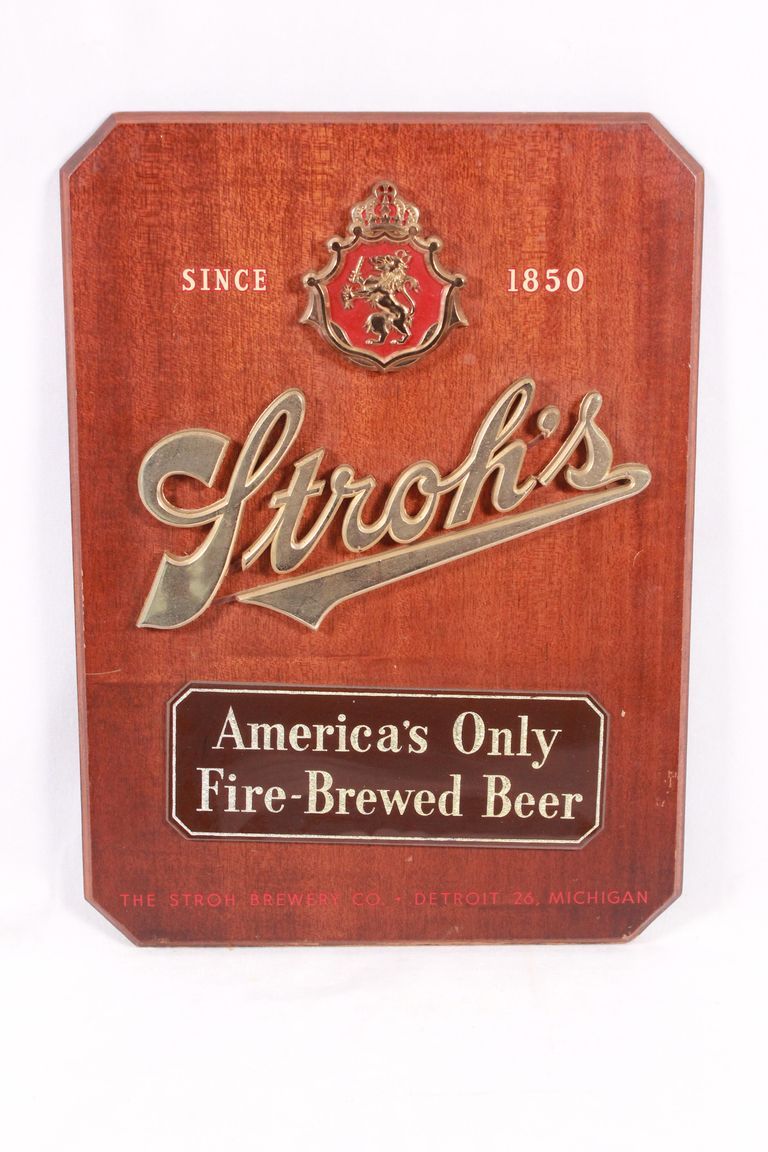 SINCE 1850
Stroh's
America's Only
Fire-Brewed Beer
THE STROH BREWERY CO. • DETROIT 26, MICHIGAN